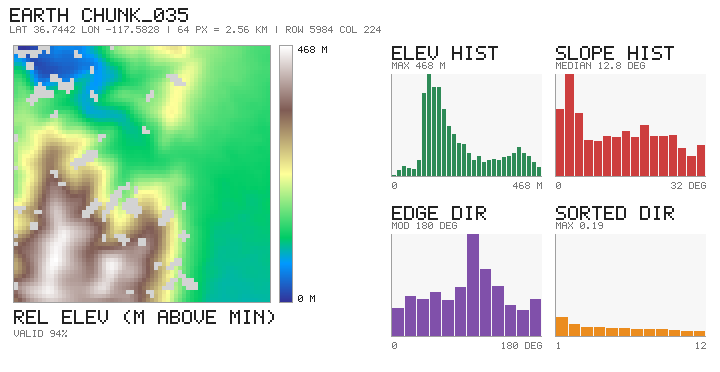 EARTH CHUNK_035
LAT 36.7442 LON -117.5828 | 64 PX = 2.56 KM | ROW 5984 COL 224
468 M
0 M
REL ELEV (M ABOVE MIN)
VALID 94%
ELEV HIST
MAX 468 M
0 468 M
SLOPE HIST
MEDIAN 12.8 DEG
0 32 DEG
EDGE DIR
MOD 180 DEG
0 180 DEG
SORTED DIR
MAX 0.19
1 12